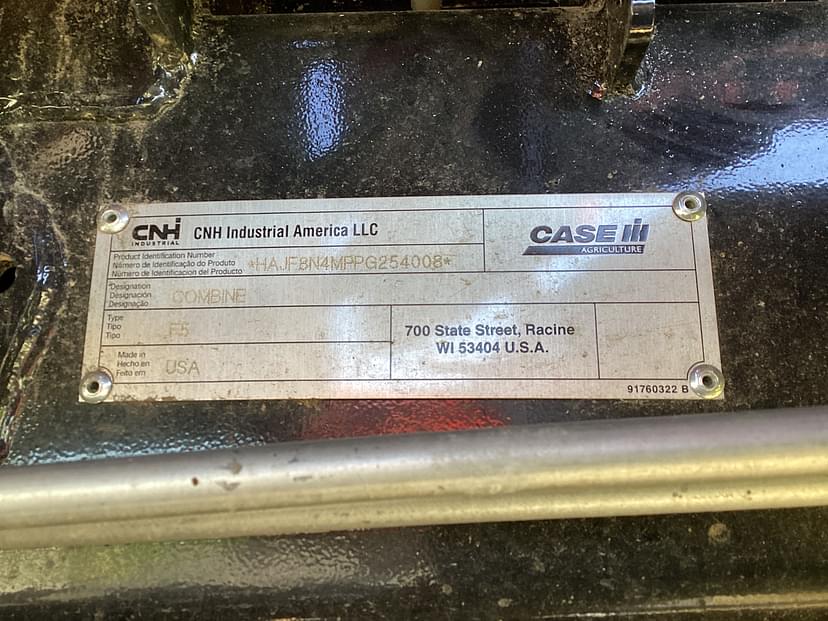 CNH
INDUSTRIAL
CNH Industrial America LLC
CASE IH
AGRICULTURE
Product Identification Number
Número de Identificação do Produto
Número de Identificacion del Producto
*HAJF8N4MPPG254008*
Designation
Designación
Designação
COMBINE
Type
Tipo
Tipo
F5
700 State Street, Racine
WI 53404 U.S.A.
Made in
Hecho en
Feito em
USA
91760322 B